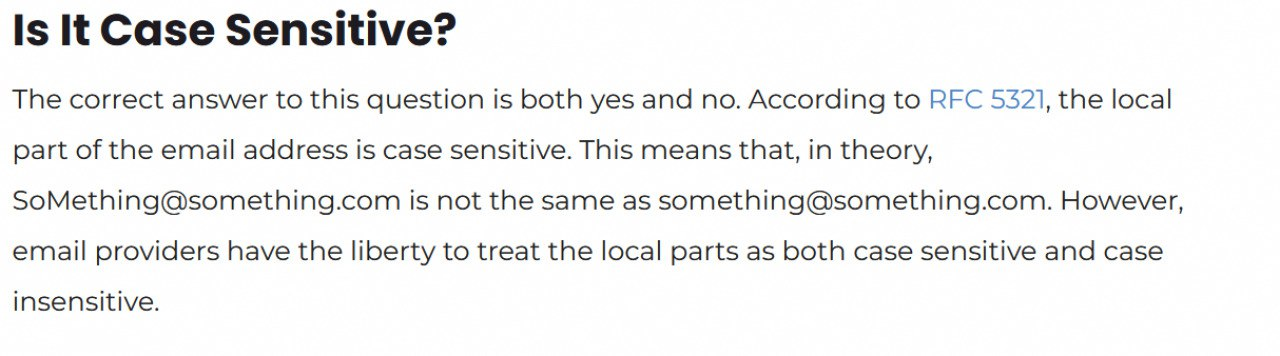 Is It Case Sensitive?
The correct answer to this question is both yes and no. According to RFC 5321, the local
part of the email address is case sensitive. This means that, in theory,
SoMething@something.com is not the same as something@something.com. However,
email providers have the liberty to treat the local parts as both case sensitive and case
insensitive.